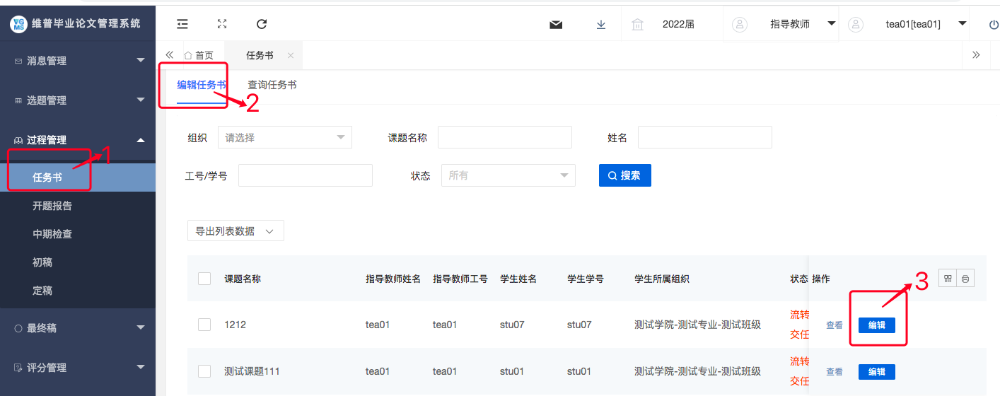 VGMS 维普毕业论文管理系统
2022届 指导教师 tea01[tea01]
消息管理
选题管理
过程管理
任务书
开题报告
中期检查
初稿
定稿
最终稿
评分管理
首页 任务书
编辑任务书 查询任务书
1
2
组织 请选择 课题名称 姓名
工号/学号 状态 所有 搜索
导出列表数据
课题名称 指导教师姓名 指导教师工号 学生姓名 学生学号 学生所属组织 状态 操作
3
1212 tea01 tea01 stu07 stu07 测试学院-测试专业-测试班级 流转 交任 查看 编辑
测试课题111 tea01 tea01 stu01 stu01 测试学院-测试专业-测试班级 流转 交任 查看 编辑